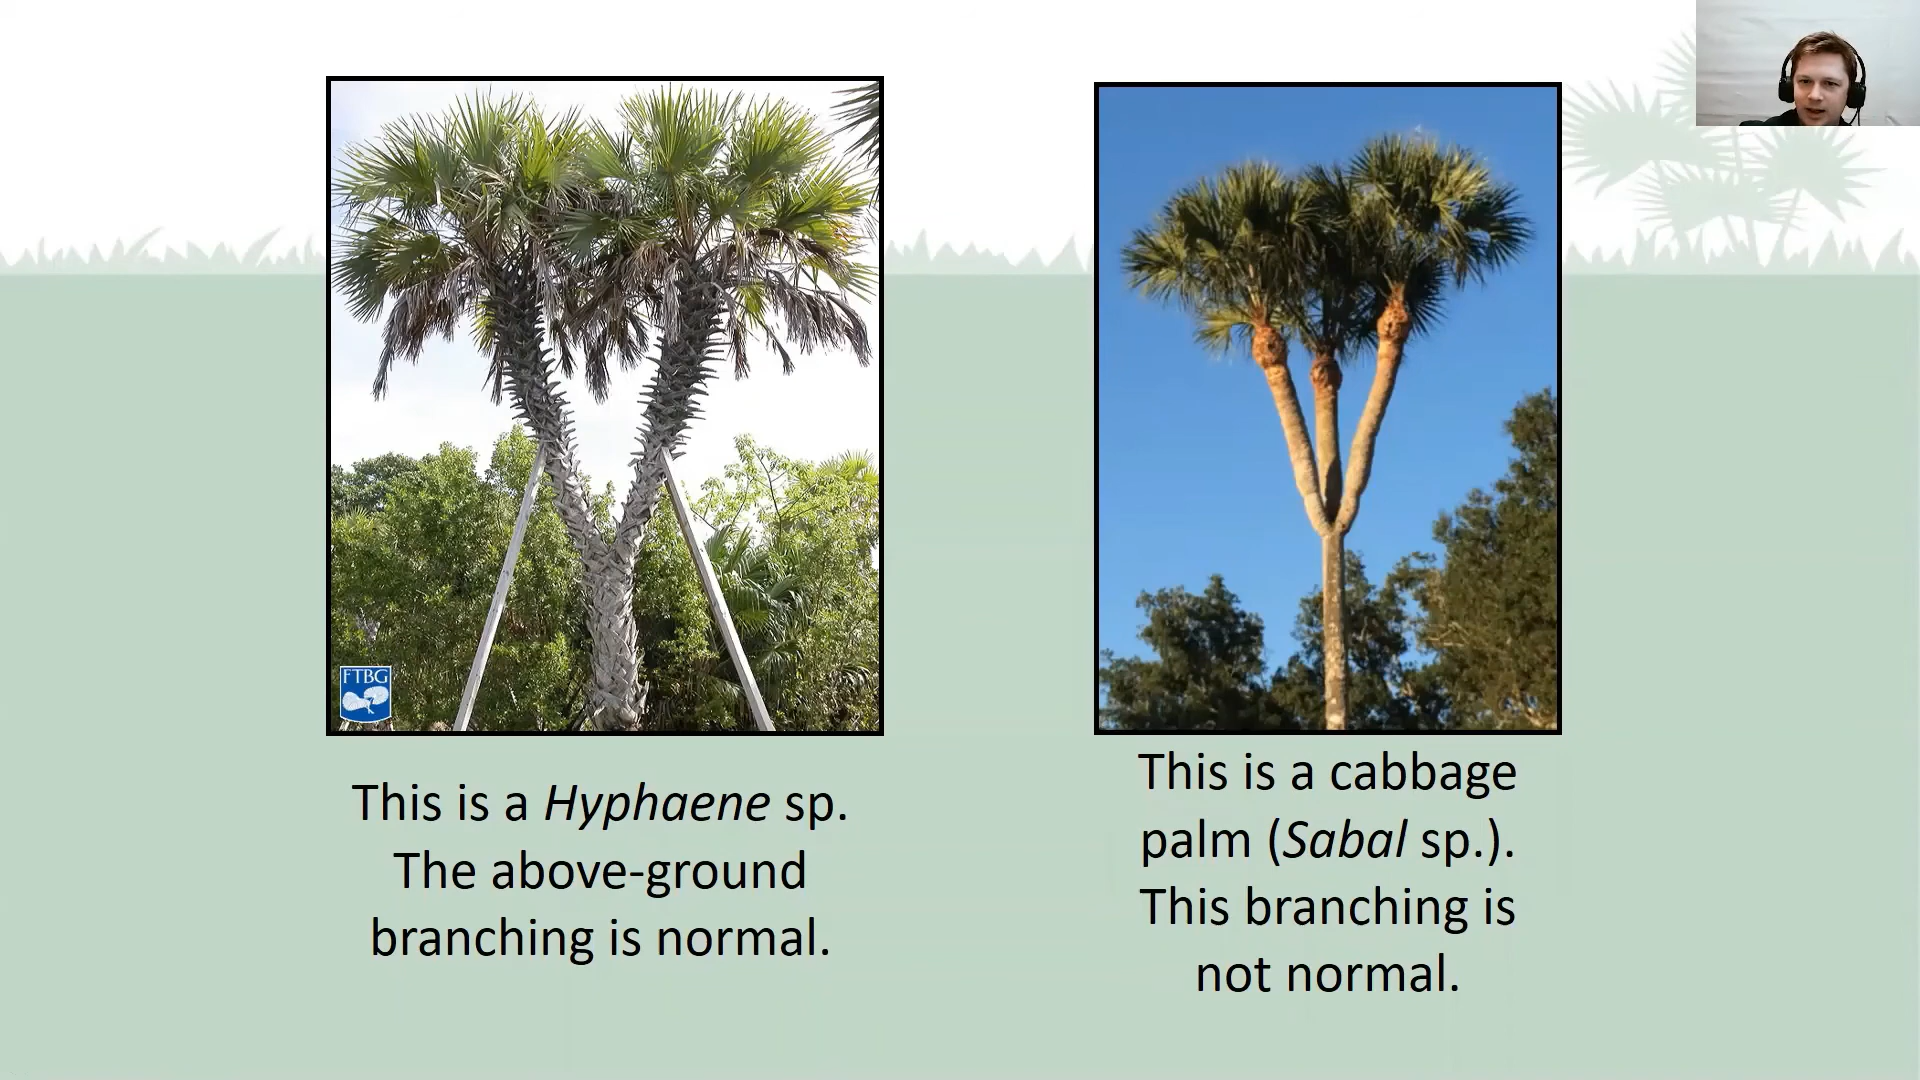 FTBG
This is a Hyphaene sp.
The above-ground
branching is normal.
This is a cabbage
palm (Sabal sp.).
This branching is
not normal.